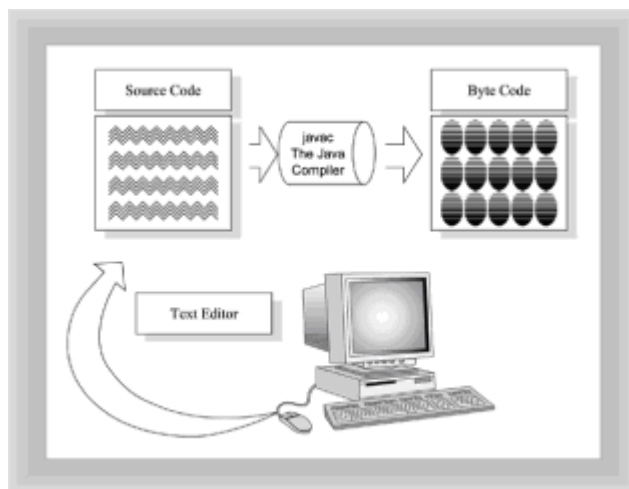 Source Code
Byte Code
javac
The Java
Compiler
Text Editor